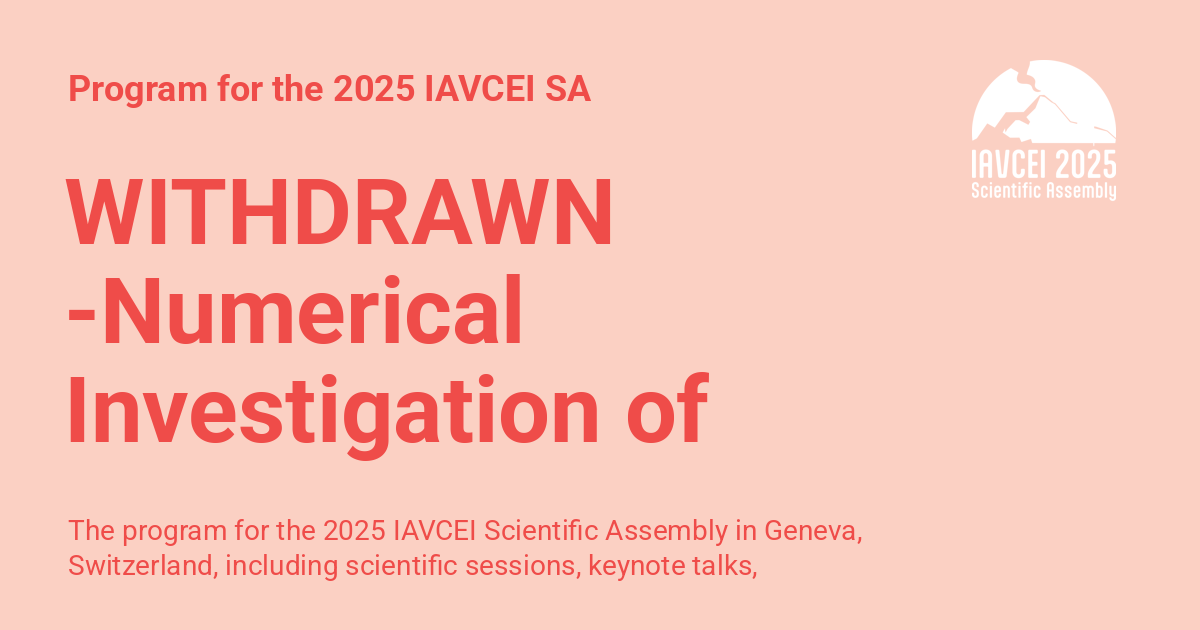 Program for the 2025 IAVCEI SA
IAVCEI 2025
Scientific Assembly
WITHDRAWN
-Numerical
Investigation of
The program for the 2025 IAVCEI Scientific Assembly in Geneva,
Switzerland, including scientific sessions, keynote talks,